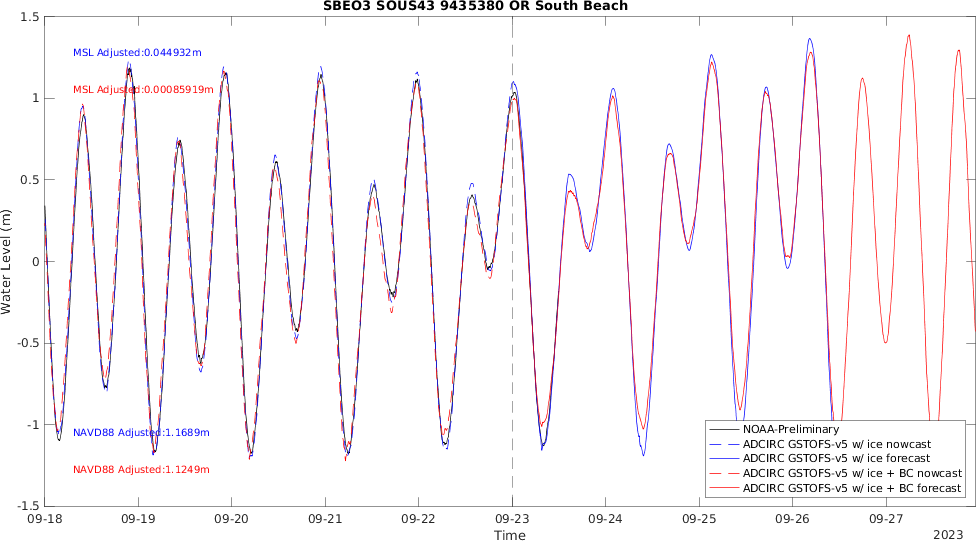 SBEO3 SOUS43 9435380 OR South Beach
1.5
MSL Adjusted:0.044932m
MSL Adjusted:0.00085919m
1
0.5
0
Water Level (m)
-0.5
-1
NAVD88 Adjusted:1.1689m
NAVD88 Adjusted:1.1249m
-1.5
NOAA-Preliminary
ADCIRC GSTOFS-v5 w/ ice nowcast
ADCIRC GSTOFS-v5 w/ ice forecast
ADCIRC GSTOFS-v5 w/ ice + BC nowcast
ADCIRC GSTOFS-v5 w/ ice + BC forecast
09-18 09-19 09-20 09-21 09-22 09-23 09-24 09-25 09-26 09-27
Time
2023